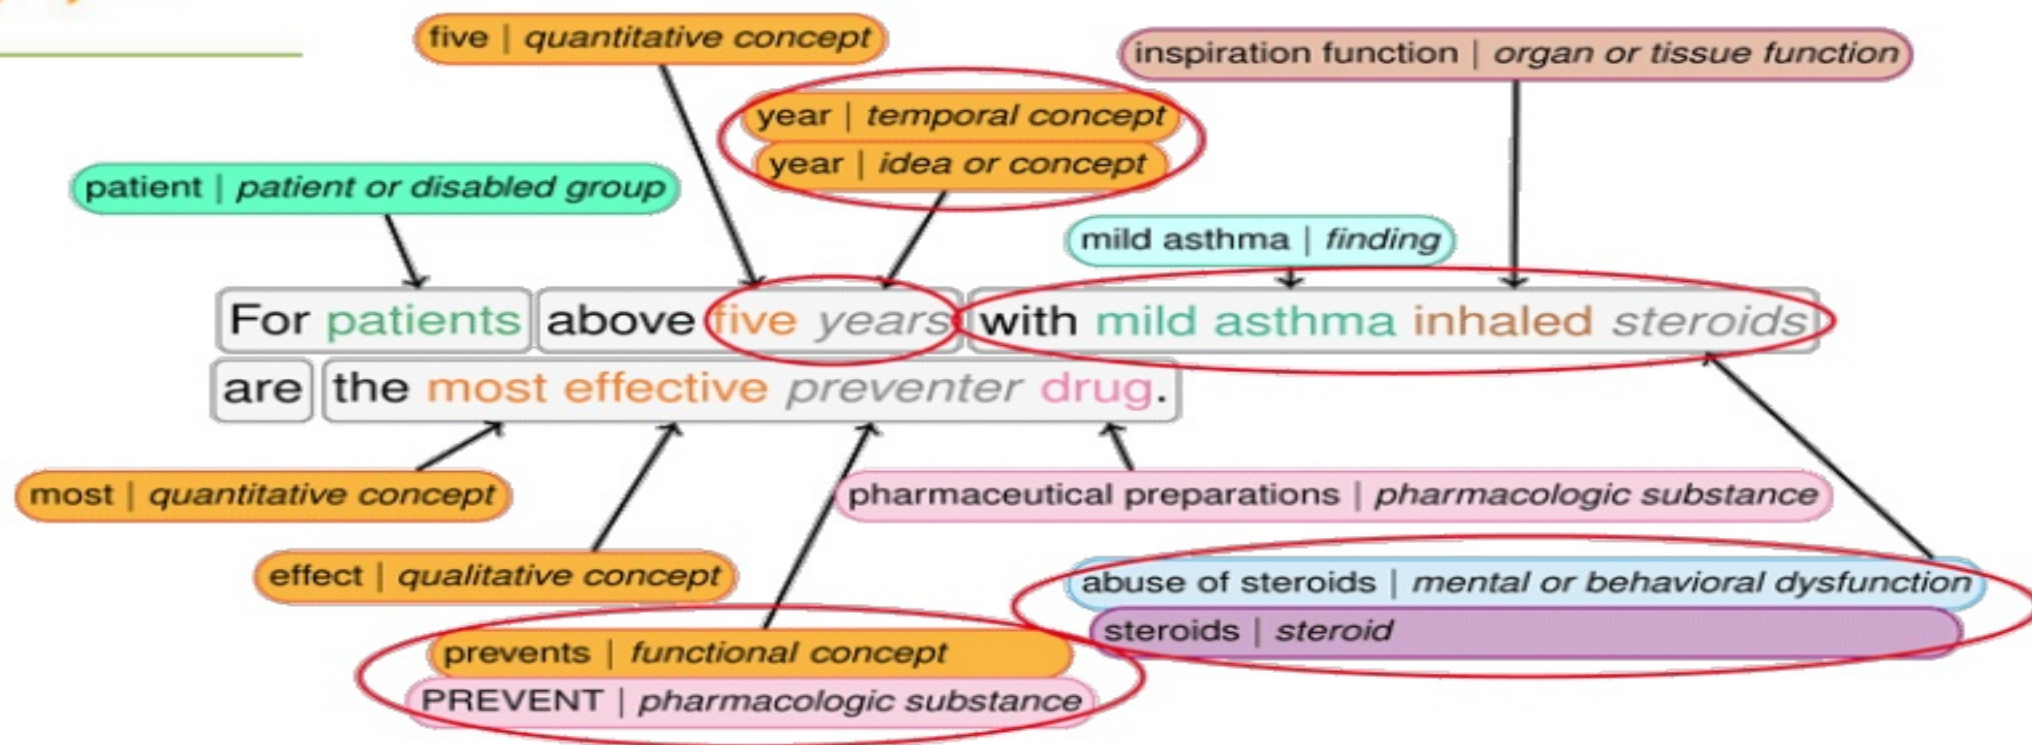 five | quantitative concept
inspiration function | organ or tissue function
year | temporal concept
year | idea or concept
patient | patient or disabled group
mild asthma | finding
For patients above five years with mild asthma inhaled steroids
are the most effective preventer drug.
most | quantitative concept
pharmaceutical preparations | pharmacologic substance
effect | qualitative concept
abuse of steroids | mental or behavioral dysfunction
steroids | steroid
prevents | functional concept
PREVENT | pharmacologic substance